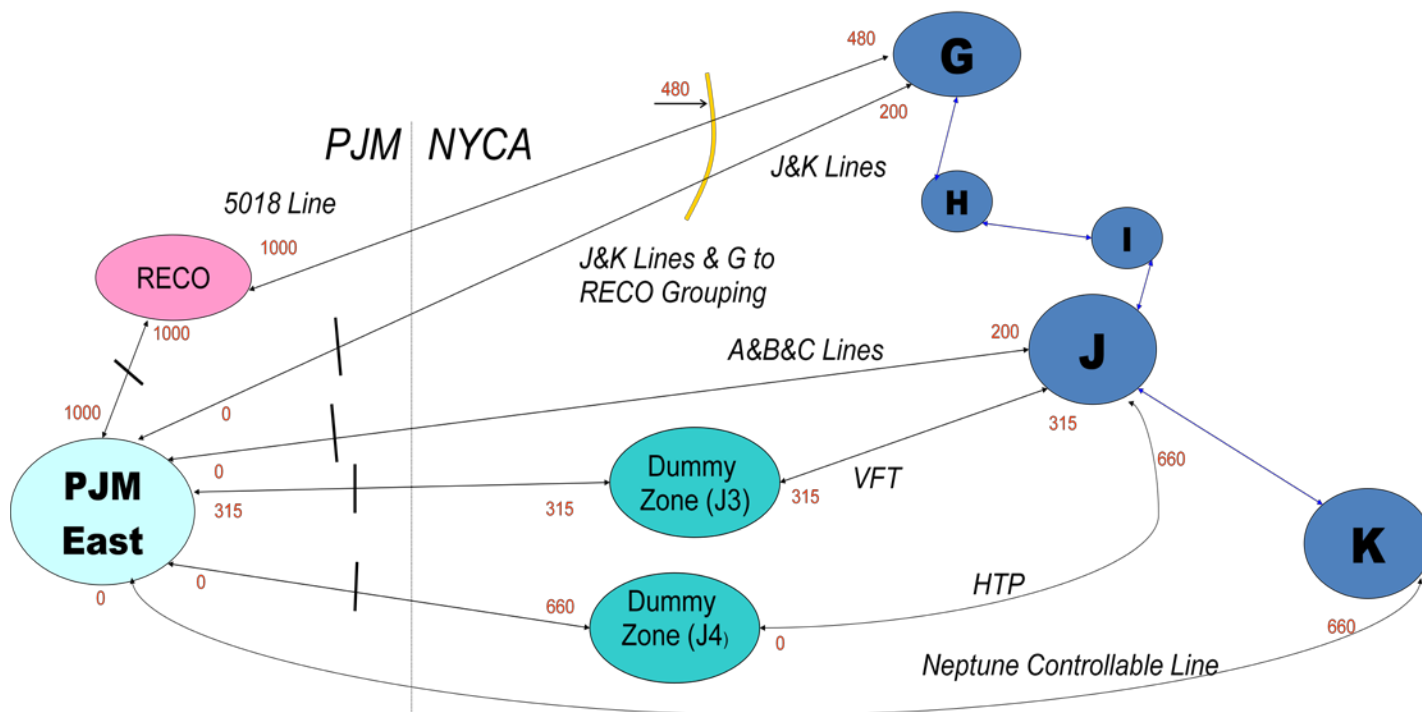 G
480
480
200
PJM
NYCA
J&K Lines
5018 Line
H
I
1000
RECO
J&K Lines & G to
RECO Grouping
1000
200
A&B&C Lines
J
1000
0
315
0
PJM
East
315
315
Dummy
Zone (J3)
315
VFT
660
K
0
0
660
Dummy
Zone (J4)
0
HTP
660
Neptune Controllable Line